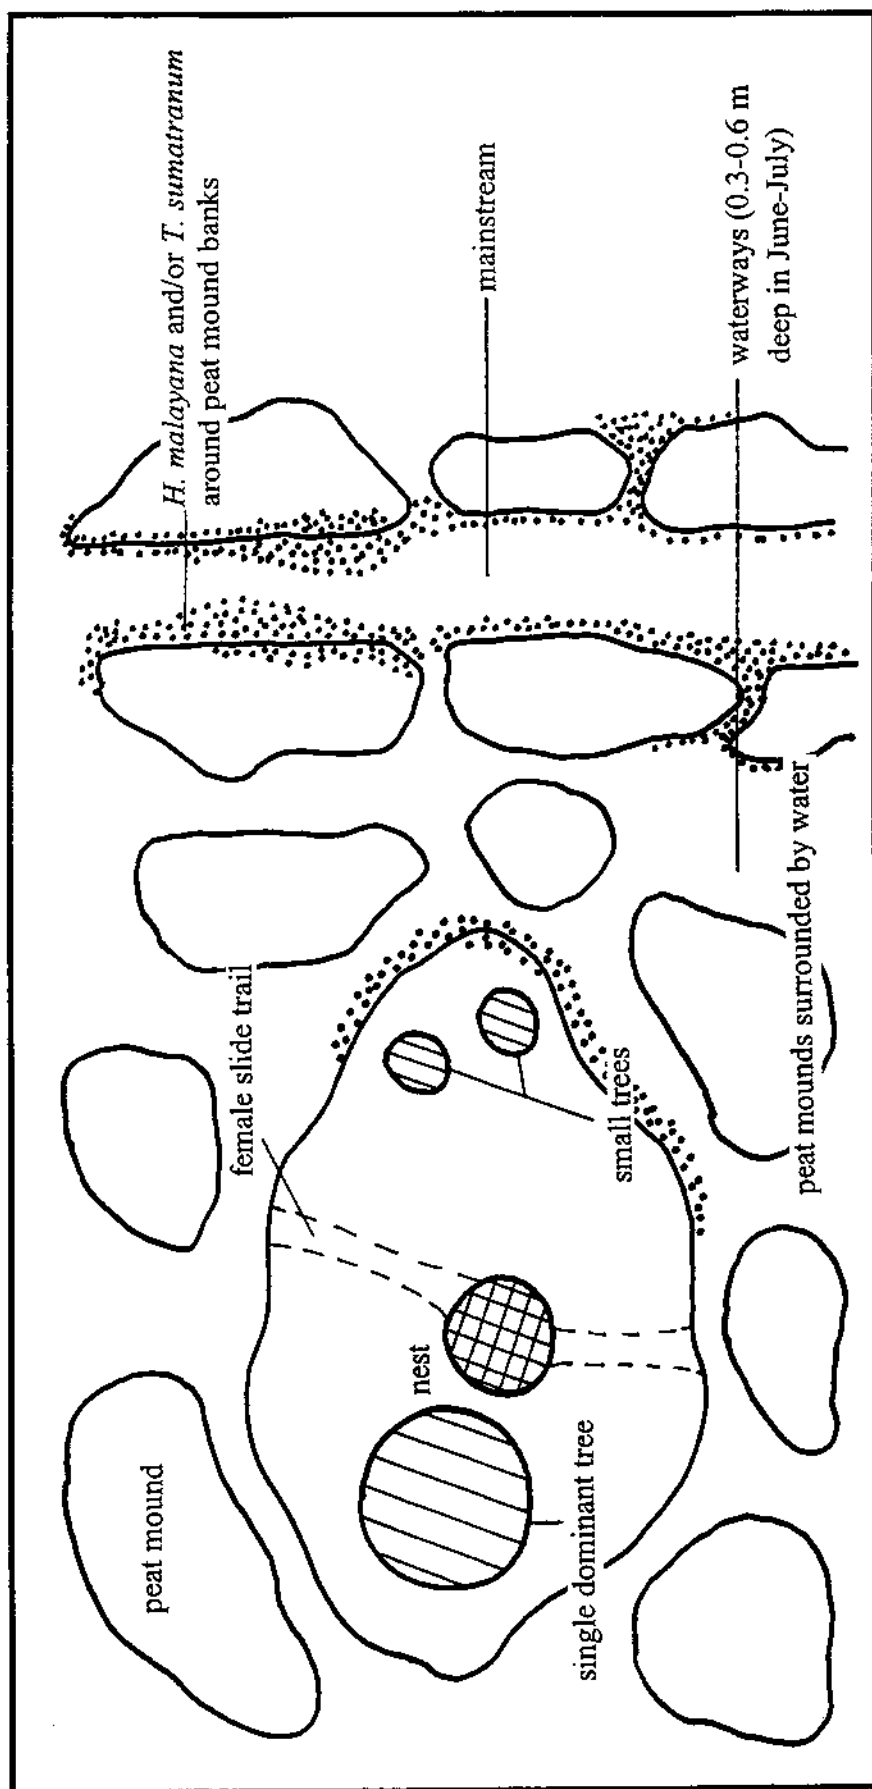 H. malayana and/or T. sumatranum
around peat mound banks
mainstream
waterways (0.3-0.6 m
deep in June-July)
female slide trail
small trees
peat mounds surrounded by water
nest
peat mound
single dominant tree